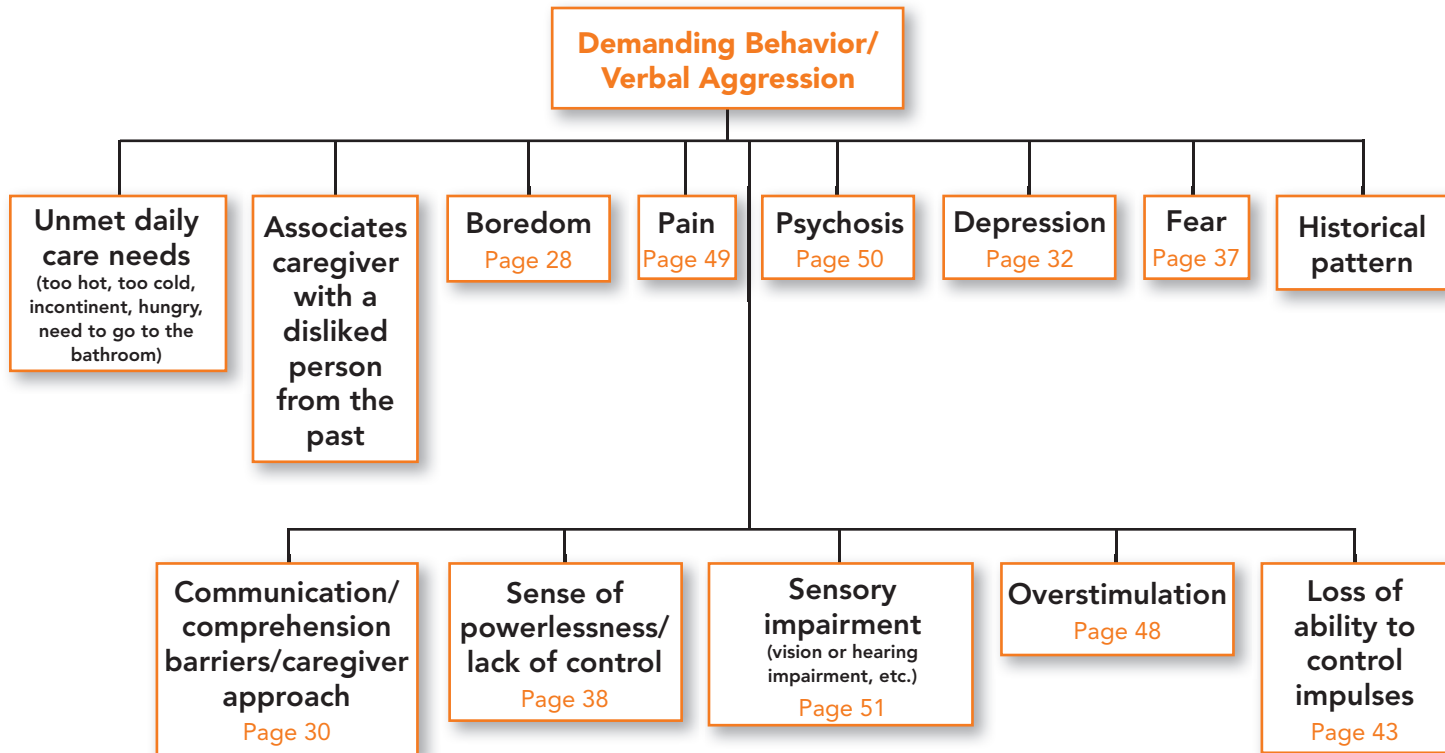 Demanding Behavior/
Verbal Aggression
Unmet daily
care needs
(too hot, too cold,
incontinent, hungry,
need to go to the
bathroom)
Associates
caregiver
with a
disliked
person
from the
past
Boredom
Page 28
Pain
Page 49
Psychosis
Page 50
Depression
Page 32
Fear
Page 37
Historical
pattern
Communication/
comprehension
barriers/caregiver
approach
Page 30
Sense of
powerlessness/
lack of control
Page 38
Sensory
impairment
(vision or hearing
impairment, etc.)
Page 51
Overstimulation
Page 48
Loss of
ability to
control
impulses
Page 43